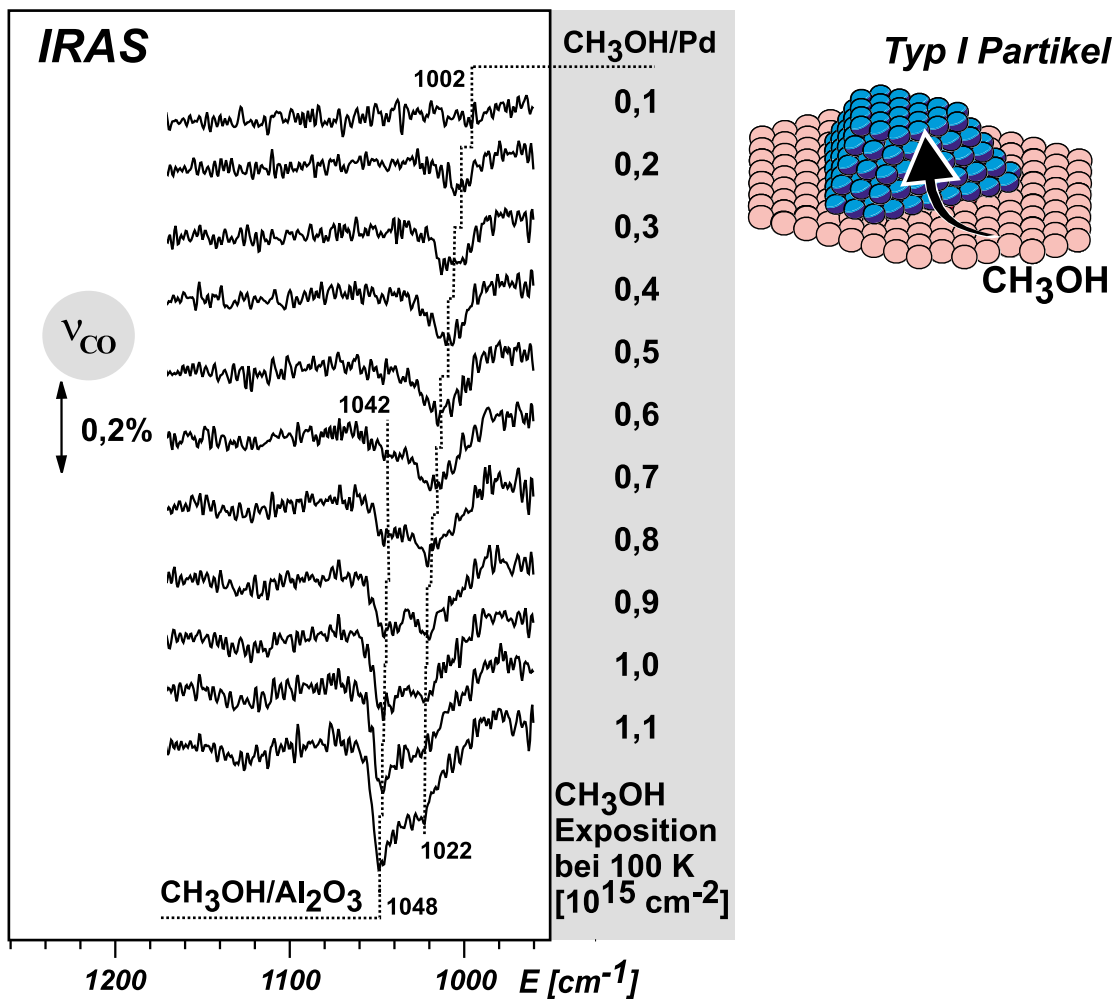 IRAS
CH₃OH/Pd
Typ I Partikel
1002
0,1
0,2
0,3
CH₃OH
0,4
νCO
0,5
1042
0,2%
0,6
0,7
0,8
0,9
1,0
1,1
CH₃OH
Exposition
bei 100 K
[10¹⁵ cm⁻²]
1022
CH₃OH/Al₂O₃
1048
1200
1100
1000
E [cm⁻¹]